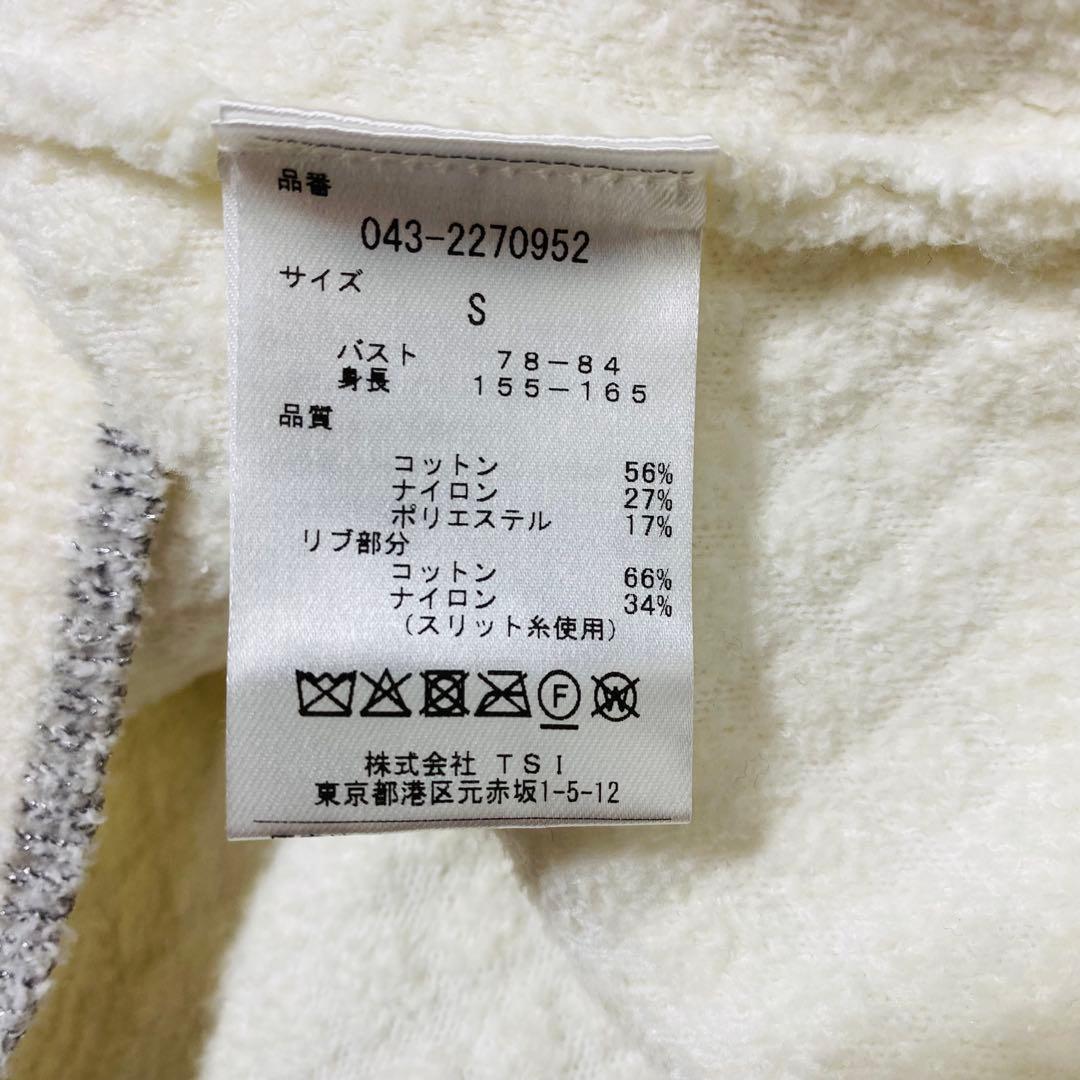 品番
043-2270952
サイズ
S
バスト 78-84
身長 155-165
品質
コットン 56%
ナイロン 27%
ポリエステル 17%
リブ部分
コットン 66%
ナイロン 34%
(スリット糸使用)
F W
株式会社 TSI
東京都港区元赤坂1-5-12